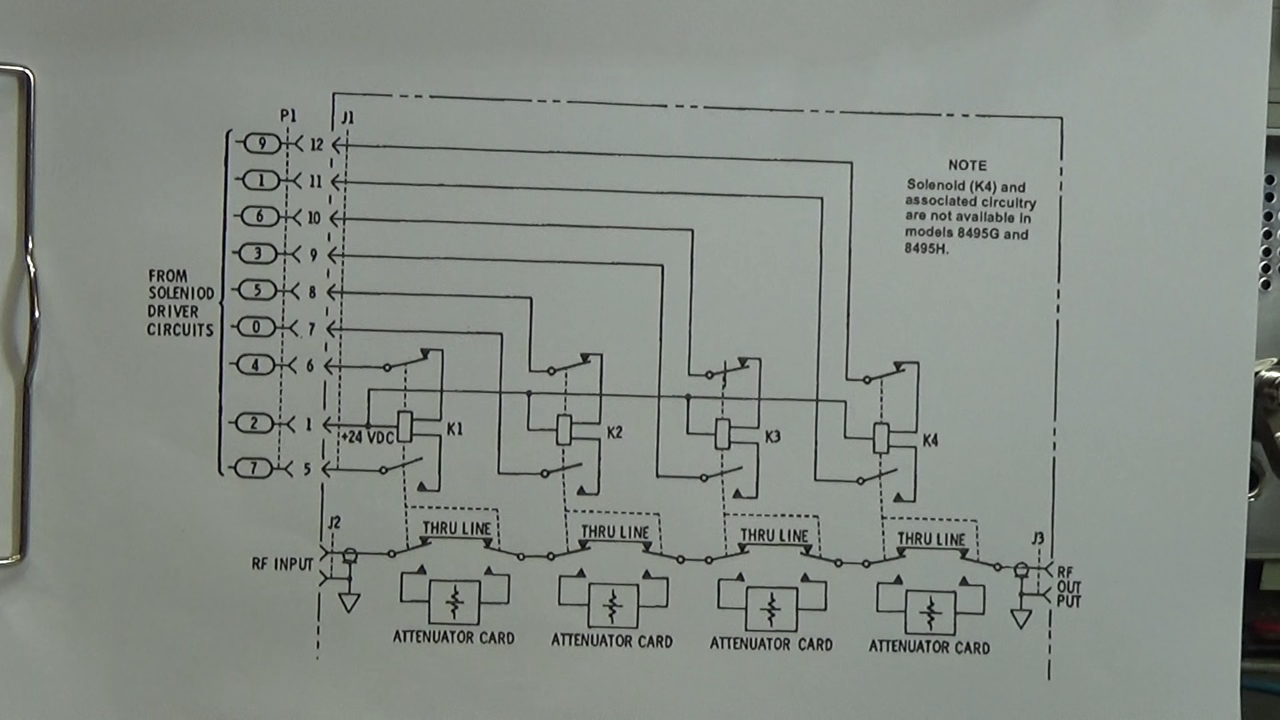 P1
J1
9 12
1 11
6 10
3 9
5 8
0 7
4 6
2 1
7 5
FROM
SOLENIOD
DRIVER
CIRCUITS
+24 VDC
K1
K2
K3
K4
NOTE
Solenoid (K4) and
associated circuitry
are not available in
models 8495G and
8495H.
J2
RF INPUT
THRU LINE
THRU LINE
THRU LINE
THRU LINE
J3
RF
OUT
PUT
ATTENUATOR CARD
ATTENUATOR CARD
ATTENUATOR CARD
ATTENUATOR CARD